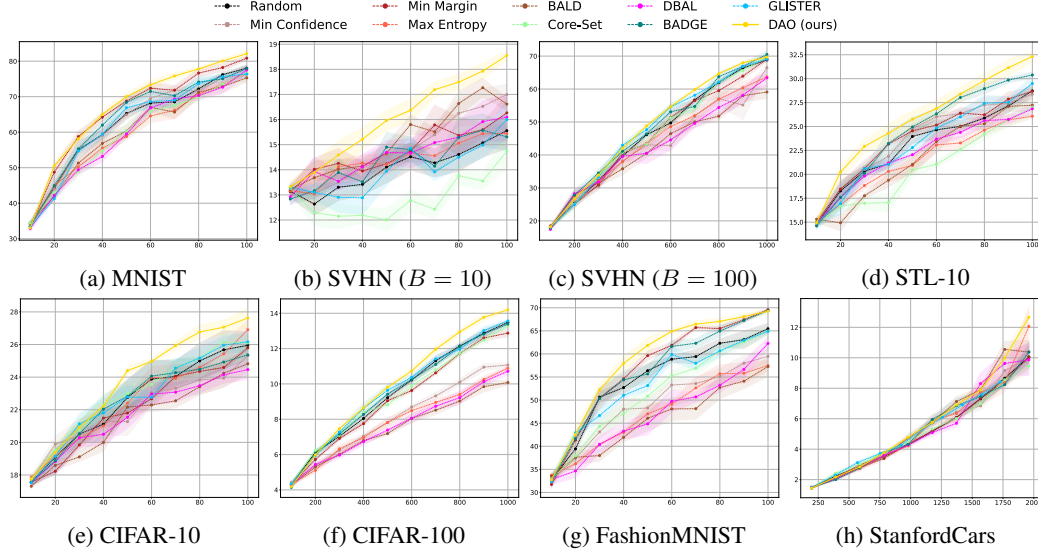 Random Min Margin BALD DBAL GLISTER
Min Confidence Max Entropy Core-Set BADGE DAO (ours)
80 70 60 50 40 30
20 40 60 80 100
19 18 17 16 15 14 13 12
20 40 60 80 100
70 60 50 40 30 20
200 400 600 800 1000
32.5 30.0 27.5 25.0 22.5 20.0 17.5 15.0
20 40 60 80 100
(a) MNIST (b) SVHN (B = 10) (c) SVHN (B = 100) (d) STL-10
28 26 24 22 20 18
20 40 60 80 100
14 12 10 8 6 4
200 400 600 800 1000
70 65 60 55 50 45 40 35 30
20 40 60 80 100
12 10 8 6 4 2
250 500 750 1000 1250 1500 1750 2000
(e) CIFAR-10 (f) CIFAR-100 (g) FashionMNIST (h) StanfordCars